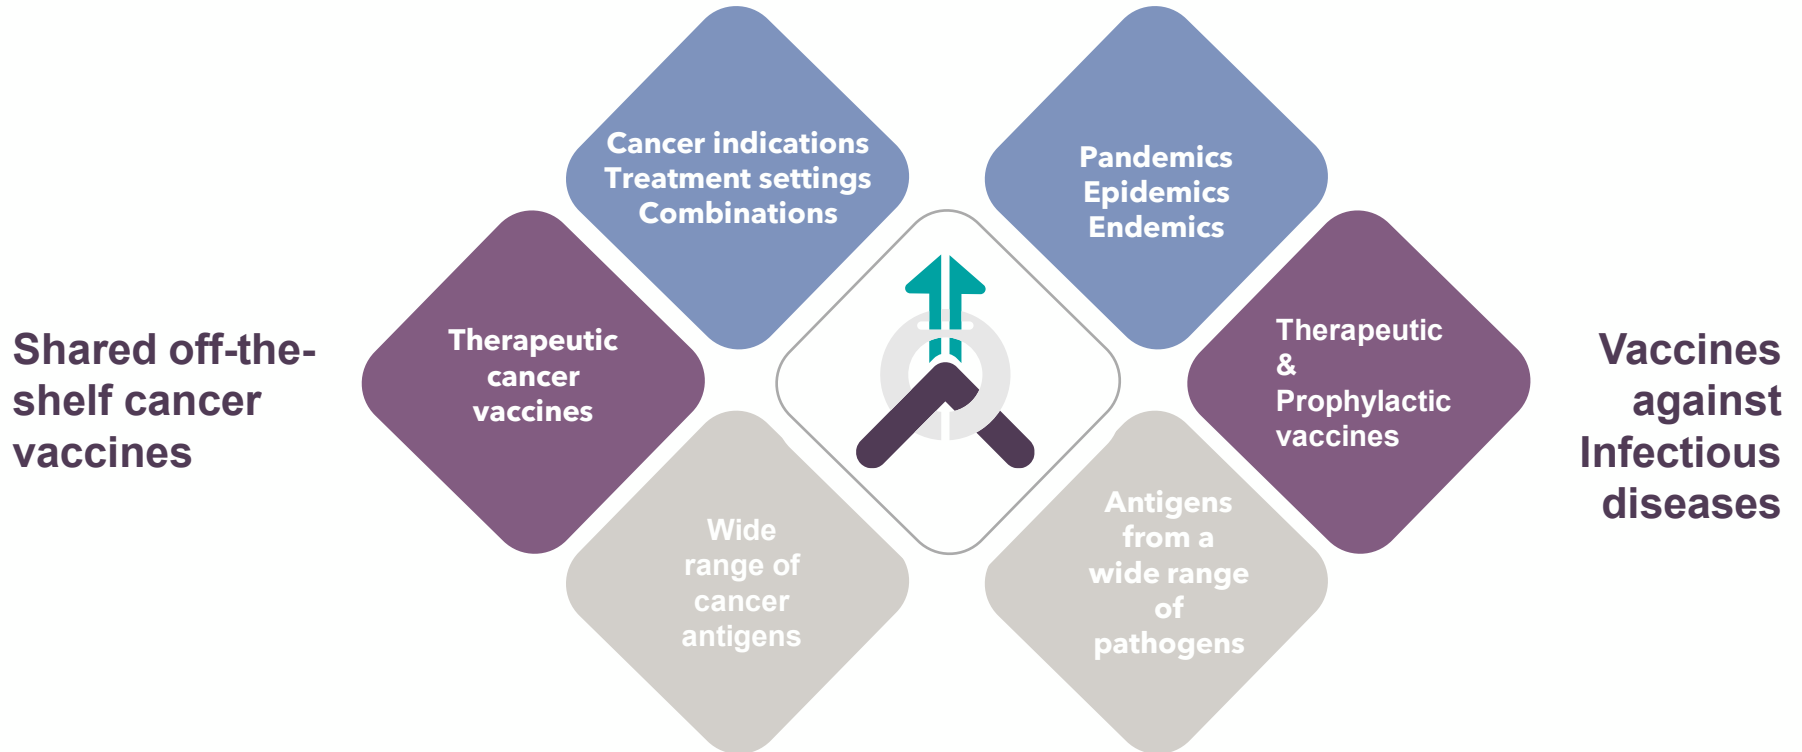 Shared off-the-
shelf cancer
vaccines
Cancer indications
Treatment settings
Combinations
Therapeutic
cancer
vaccines
Wide
range of
cancer
antigens
Pandemics
Epidemics
Endemics
Therapeutic
&
Prophylactic
vaccines
Antigens
from a
wide range
of
pathogens
Vaccines
against
Infectious
diseases